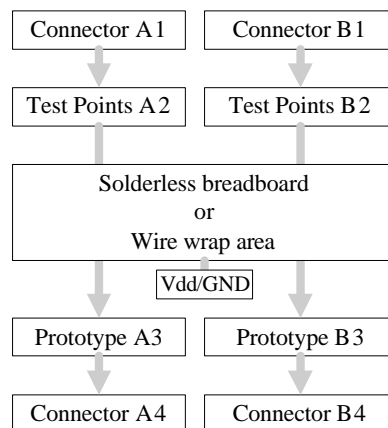 Connector A1 Connector B1
Test Points A2 Test Points B2
Solderless breadboard
or
Wire wrap area
Vdd/GND
Prototype A3 Prototype B3
Connector A4 Connector B4